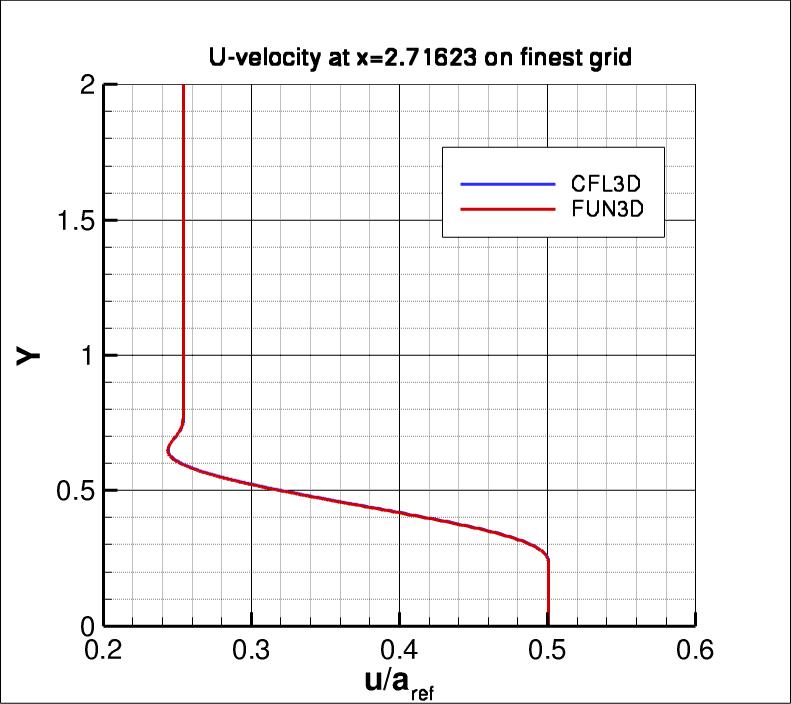 U-velocity at x=2.71623 on finest grid
2
CFL3D
FUN3D
1.5
Y
1
0.5
0
0.2 0.3 0.4 0.5 0.6
u/aref